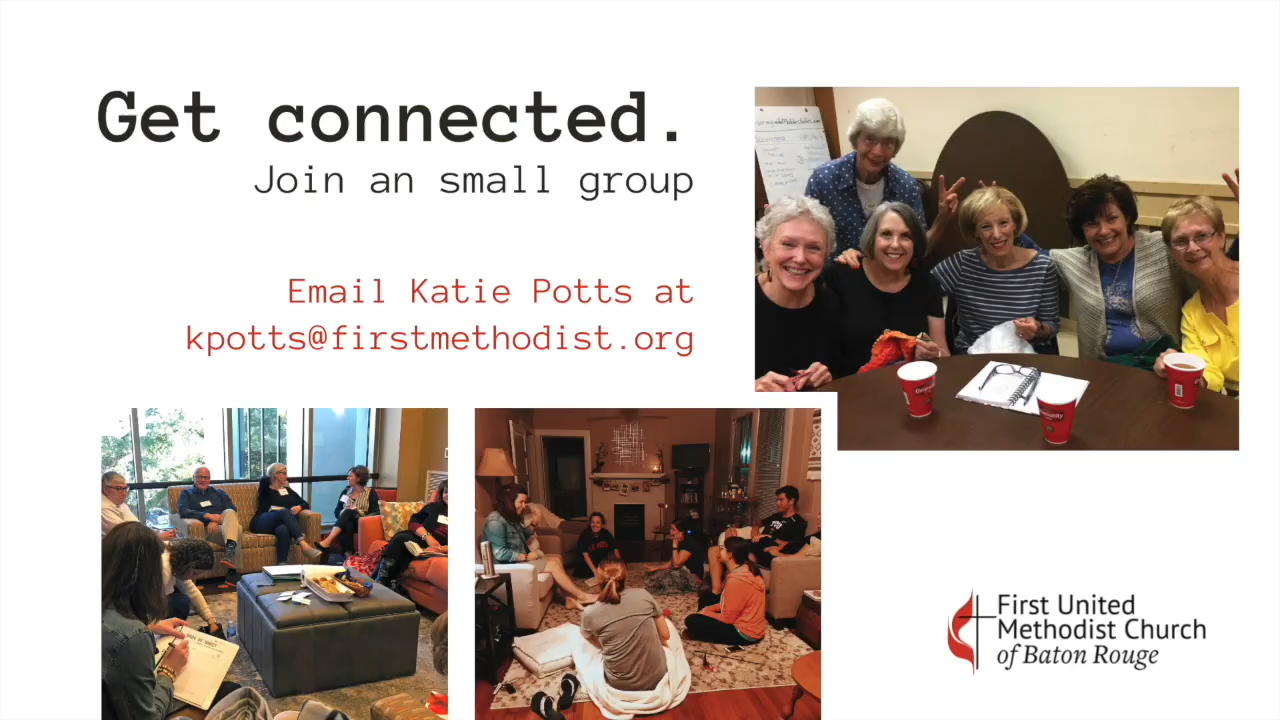 Get connected.
Join an small group
Email Katie Potts at
kpotts@firstmethodist.org
First United
Methodist Church
of Baton Rouge